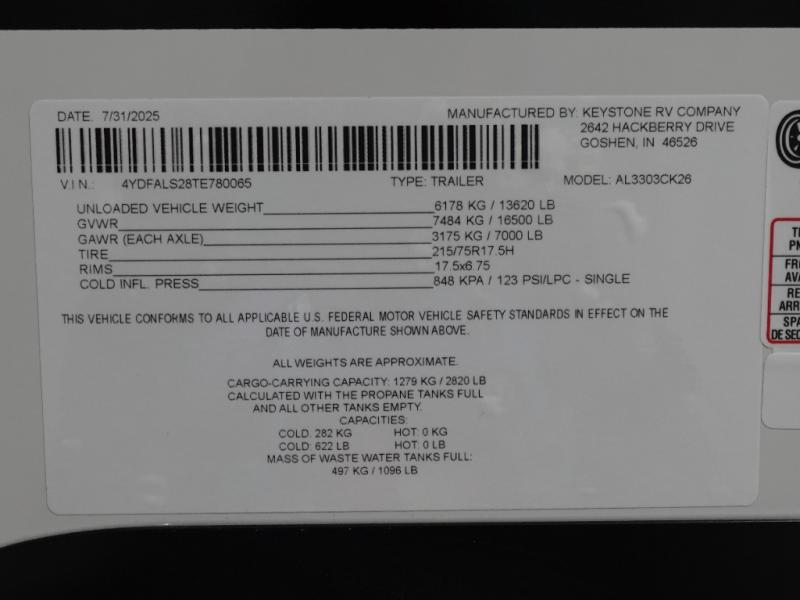 DATE. 7/31/2025
MANUFACTURED BY: KEYSTONE RV COMPANY
2642 HACKBERRY DRIVE
GOSHEN, IN 46526
V.I.N.: 4YDFALS28TE780065 TYPE: TRAILER MODEL: AL3303CK26
UNLOADED VEHICLE WEIGHT 6178 KG / 13620 LB
GVWR 7484 KG / 16500 LB
GAWR (EACH AXLE) 3175 KG / 7000 LB
TIRE 215/75R17.5H
RIMS 17.5x6.75
COLD INFL. PRESS 848 KPA / 123 PSI/LPC - SINGLE
THIS VEHICLE CONFORMS TO ALL APPLICABLE U.S. FEDERAL MOTOR VEHICLE SAFETY STANDARDS IN EFFECT ON THE
DATE OF MANUFACTURE SHOWN ABOVE.
ALL WEIGHTS ARE APPROXIMATE.
CARGO-CARRYING CAPACITY: 1279 KG / 2820 LB
CALCULATED WITH THE PROPANE TANKS FULL
AND ALL OTHER TANKS EMPTY.
CAPACITIES:
COLD. 282 KG HOT: 0 KG
COLD: 622 LB HOT: 0 LB
MASS OF WASTE WATER TANKS FULL:
497 KG / 1096 LB